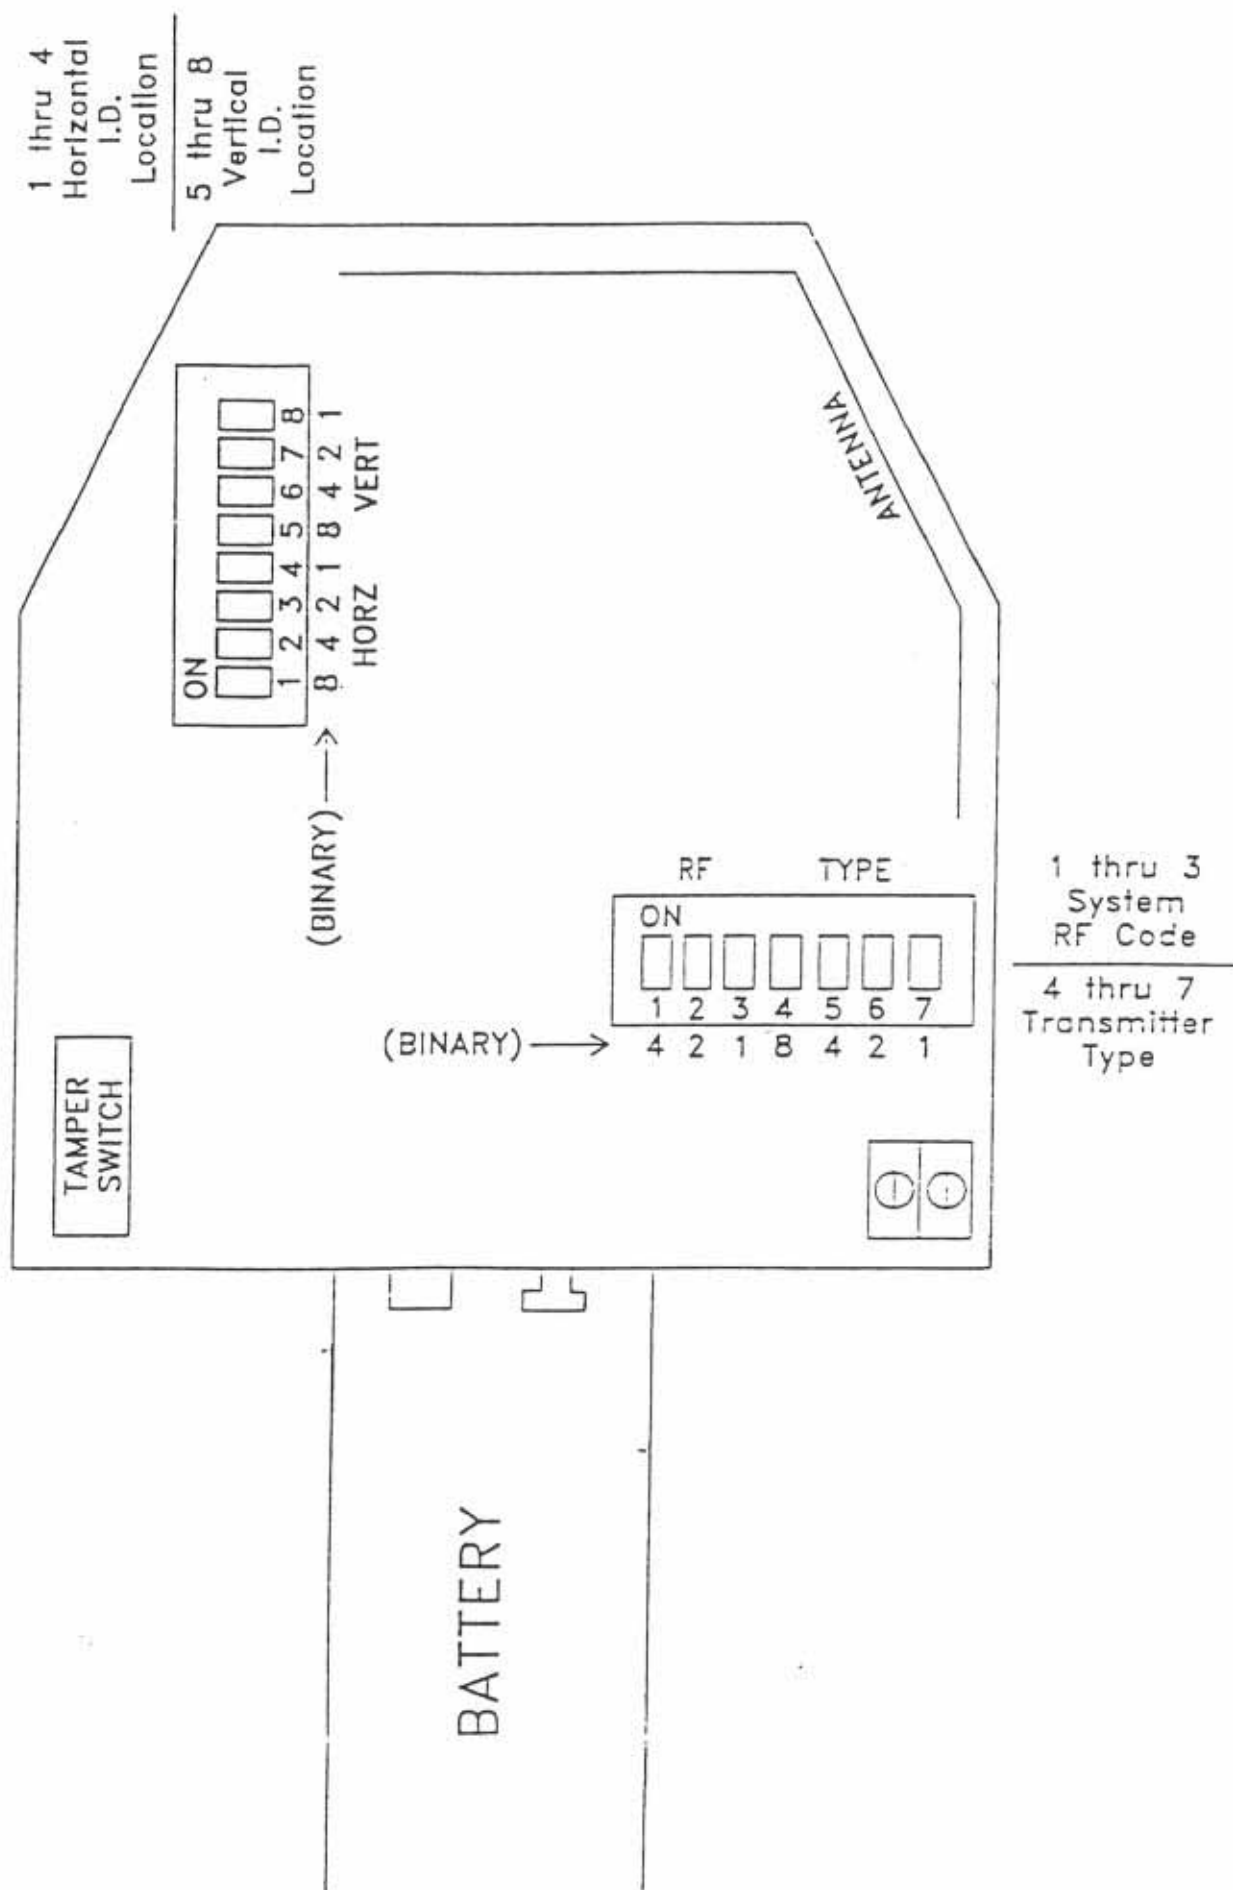 1 thru 4
Horizontal
I.D.
Location
5 thru 8
Vertical
I.D.
Location
ON
1 2 3 4 5 6 7 8
8 4 2 1 8 4 2 1
HORZ VERT
(BINARY)
ANTENNA
RF TYPE
ON
1 2 3 4 5 6 7
4 2 1 8 4 2 1
(BINARY)
1 thru 3
System
RF Code
4 thru 7
Transmitter
Type
TAMPER
SWITCH
BATTERY